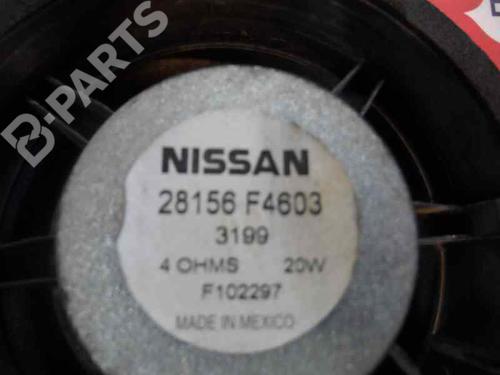 B-PARTS
NISSAN
28156 F4603
3199
4 OHMS 20W
F102297
MADE IN MEXICO